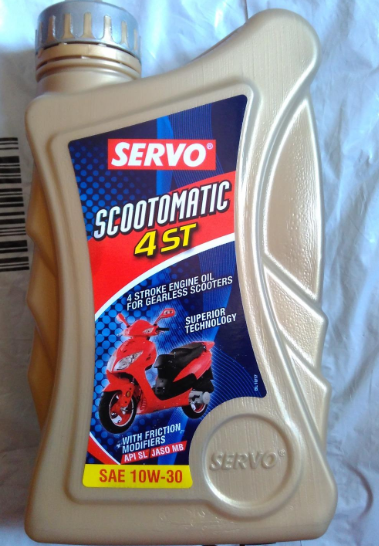 SERVO®
SCOOTOMATIC
4 ST
4 STROKE ENGINE OIL
FOR GEARLESS SCOOTERS
SUPERIOR
TECHNOLOGY
WITH FRICTION
MODIFIERS
API SL JASO MB
SAE 10W-30
SERVO®